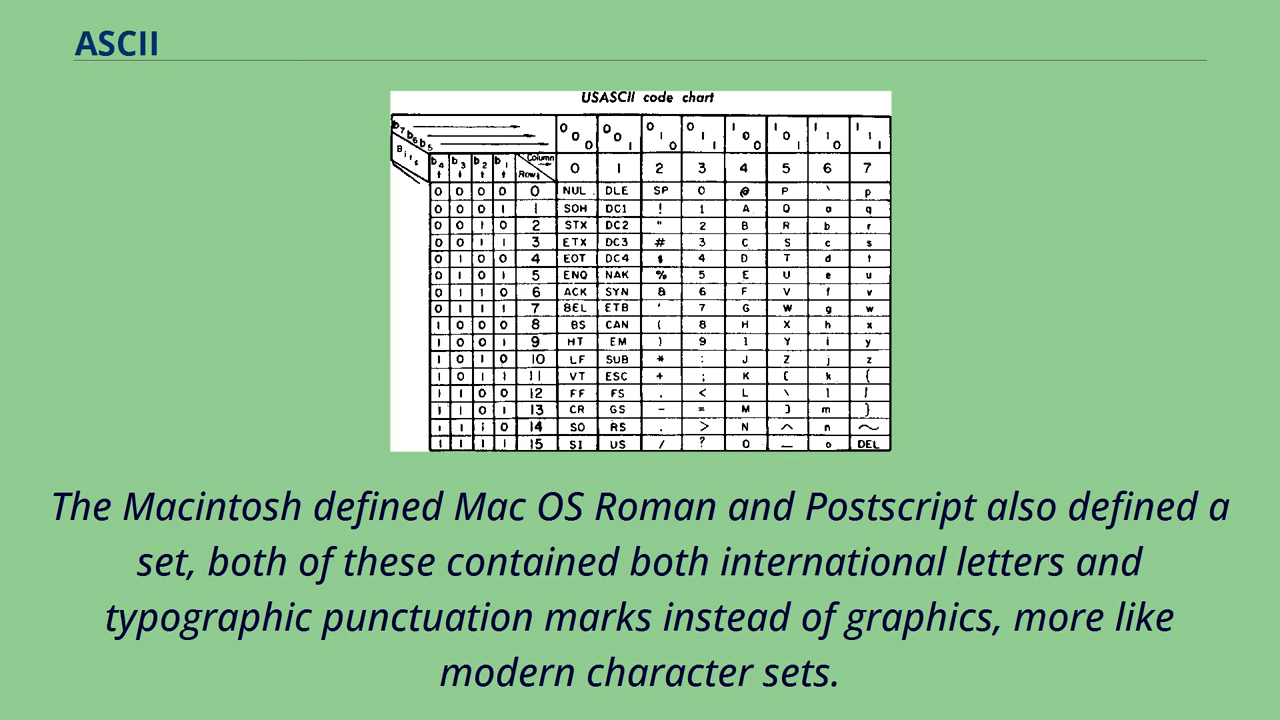 ASCII
USASCII code chart
b7 b6 b5
0 0 0 0 0 1 0 1 0 0 1 1 1 0 0 1 0 1 1 1 0 1 1 1
Bits b4 b3 b2 b1 Column
Row 0 1 2 3 4 5 6 7
0 0 0 0 0 NUL DLE SP 0 @ P ` p
0 0 0 1 1 SOH DC1 ! 1 A Q a q
0 0 1 0 2 STX DC2 " 2 B R b r
0 0 1 1 3 ETX DC3 # 3 C S c s
0 1 0 0 4 EOT DC4 $ 4 D T d t
0 1 0 1 5 ENQ NAK % 5 E U e u
0 1 1 0 6 ACK SYN & 6 F V f v
0 1 1 1 7 BEL ETB ' 7 G W g w
1 0 0 0 8 BS CAN ( 8 H X h x
1 0 0 1 9 HT EM ) 9 I Y i y
1 0 1 0 10 LF SUB * : J Z j z
1 0 1 1 11 VT ESC + ; K [ k {
1 1 0 0 12 FF FS , < L \ l |
1 1 0 1 13 CR GS - = M ] m }
1 1 1 0 14 SO RS . > N ^ n ~
1 1 1 1 15 SI US / ? O _ o DEL
The Macintosh defined Mac OS Roman and Postscript also defined a
set, both of these contained both international letters and
typographic punctuation marks instead of graphics, more like
modern character sets.